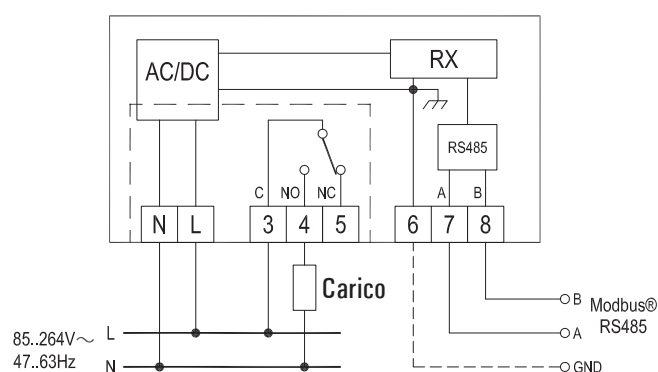 AC/DC
RX
RS485
C NO NC
A B
N L 3 4 5 6 7 8
Carico
B
Modbus®
RS485
A
GND
85..264V~ L
47..63Hz N